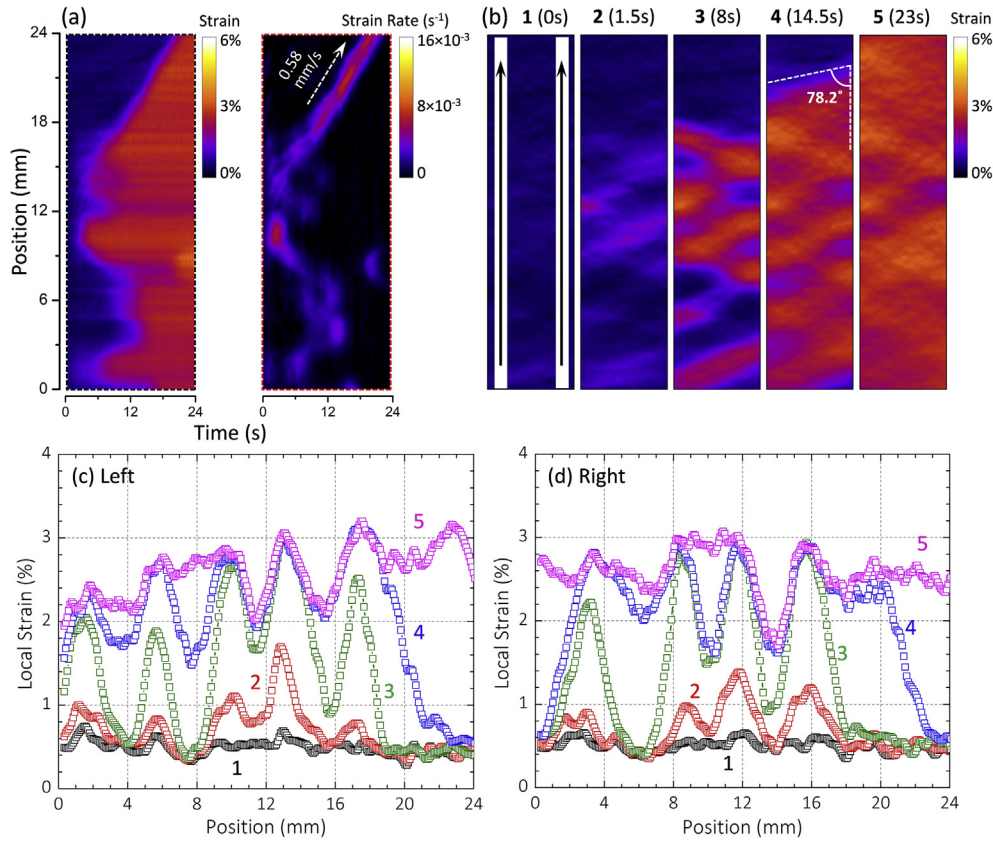 (a)
Strain
Strain Rate (s⁻¹)
24
18
12
6
0
Position (mm)
6%
3%
0%
0.58
mm/s
16×10⁻³
8×10⁻³
0
0 12 24
0 12 24
Time (s)
(b) 1 (0s) 2 (1.5s) 3 (8s) 4 (14.5s) 5 (23s) Strain
78.2°
6%
3%
0%
(c) Left
4
3
2
1
0
Local Strain (%)
5
4
3
2
1
0 4 8 12 16 20 24
Position (mm)
(d) Right
4
3
2
1
0
Local Strain (%)
5
4
3
2
1
0 4 8 12 16 20 24
Position (mm)